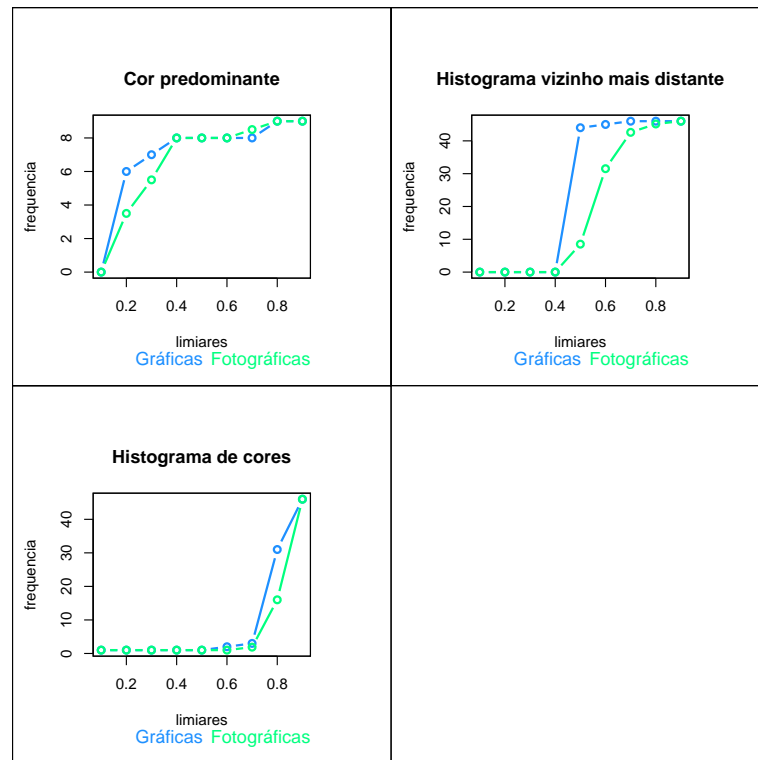 Cor predominante
frequencia
0
2
4
6
8
0.2 0.4 0.6 0.8
limiares
Gráficas Fotográficas
Histograma vizinho mais distante
frequencia
0
10
20
30
40
0.2 0.4 0.6 0.8
limiares
Gráficas Fotográficas
Histograma de cores
frequencia
0
10
20
30
40
0.2 0.4 0.6 0.8
limiares
Gráficas Fotográficas